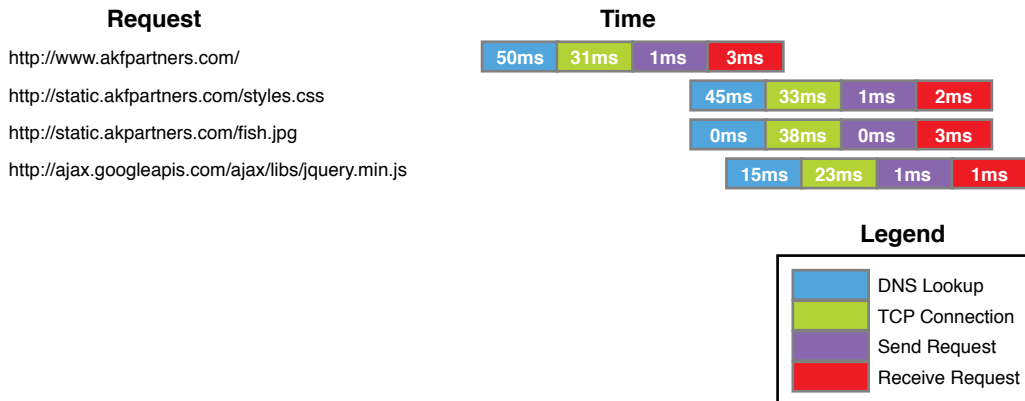 Request Time
http://www.akfpartners.com/ 50ms 31ms 1ms 3ms
http://static.akfpartners.com/styles.css 45ms 33ms 1ms 2ms
http://static.akpartners.com/fish.jpg 0ms 38ms 0ms 3ms
http://ajax.googleapis.com/ajax/libs/jquery.min.js 15ms 23ms 1ms 1ms
Legend
DNS Lookup
TCP Connection
Send Request
Receive Request